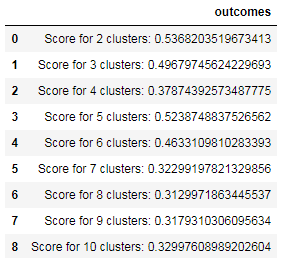 outcomes
0 Score for 2 clusters: 0.5368203519673413
1 Score for 3 clusters: 0.49679745624229693
2 Score for 4 clusters: 0.37874392573487775
3 Score for 5 clusters: 0.5238748837526562
4 Score for 6 clusters: 0.4633109810283393
5 Score for 7 clusters: 0.32299197821329856
6 Score for 8 clusters: 0.3129971863445537
7 Score for 9 clusters: 0.3179310306095634
8 Score for 10 clusters: 0.32997608989202604